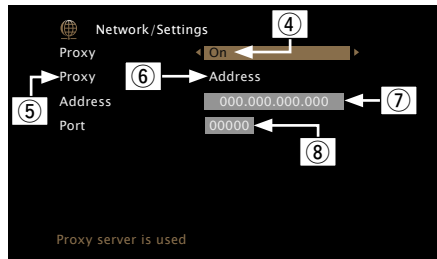 Network/Settings
④
Proxy On
⑤ Proxy ⑥ Address
Address 000.000.000.000 ⑦
Port 00000 ⑧
Proxy server is used